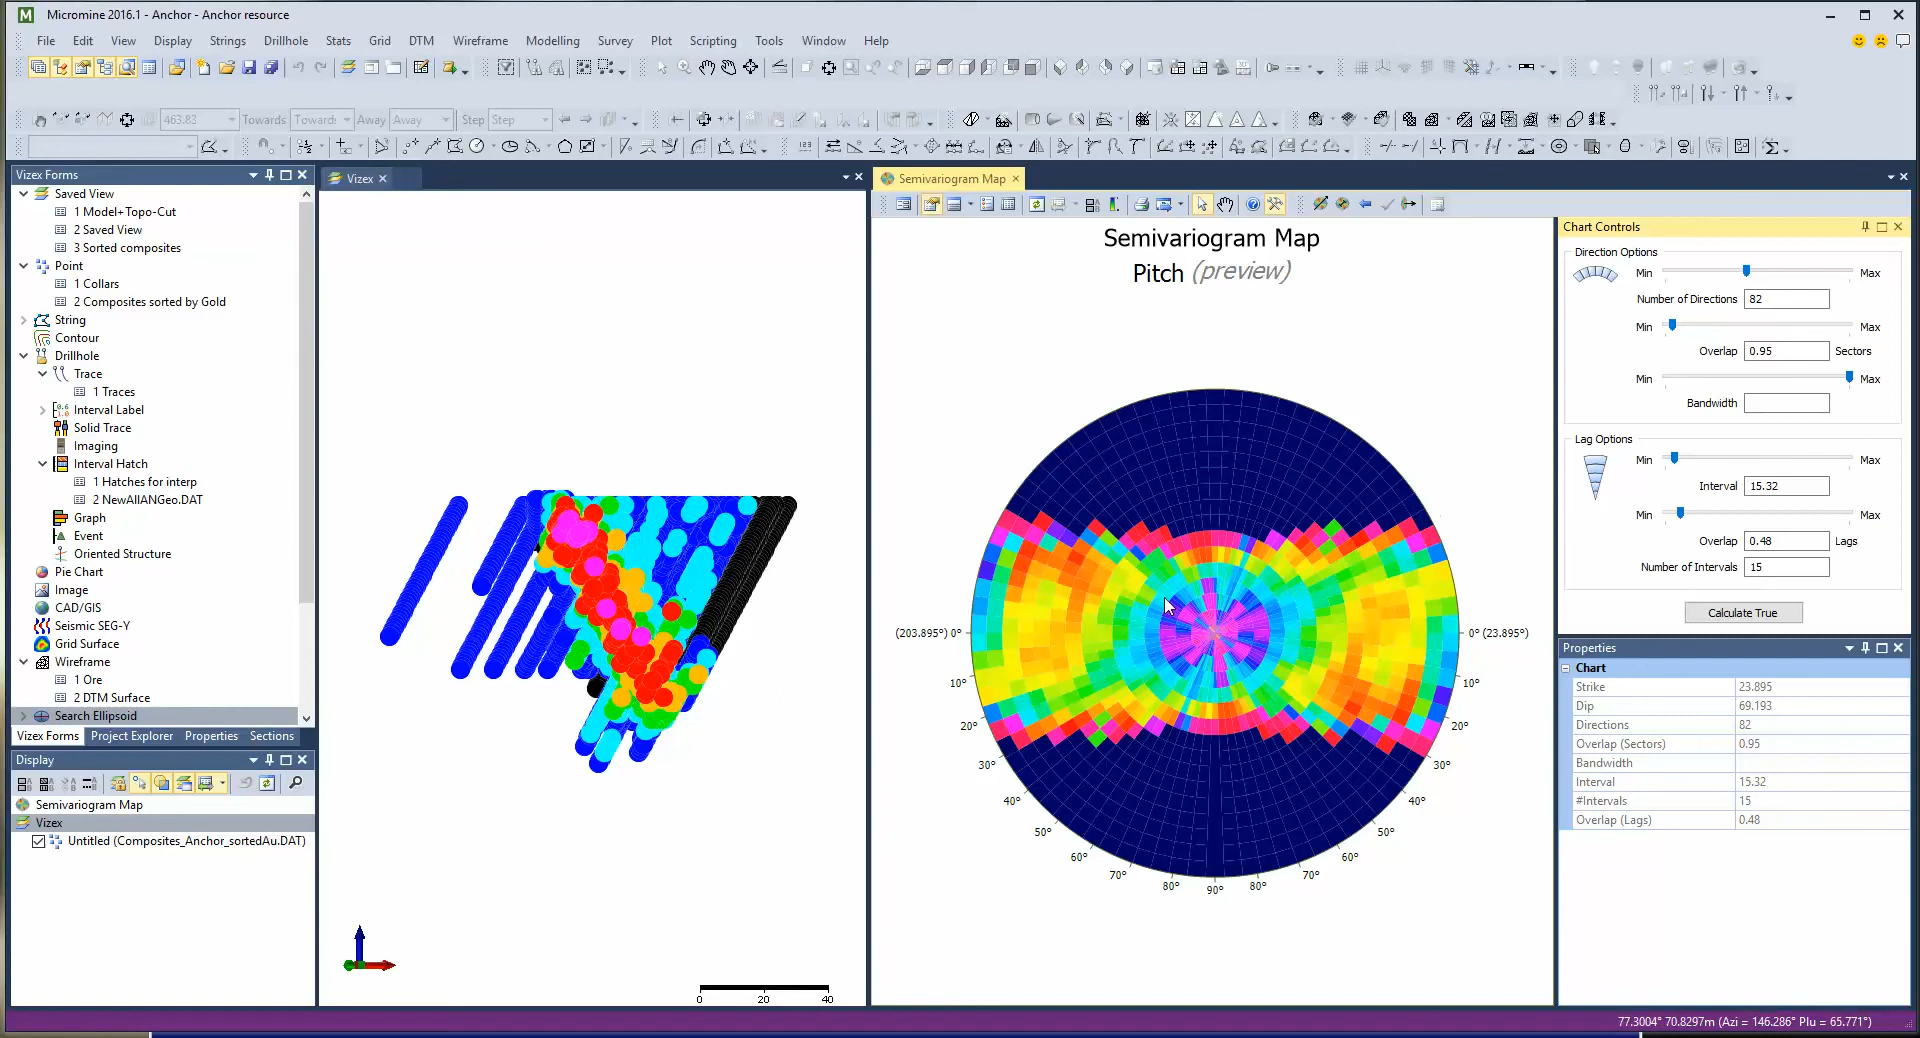 Micromine 2016.1 - Anchor - Anchor resource
File Edit View Display Strings Drillhole Stats Grid DTM Wireframe Modelling Survey Plot Scripting Tools Window Help
463.83 Towards Towards Away Away Step Step
Vizex Forms
Saved View
1 Model+Topo-Cut
2 Saved View
3 Sorted composites
Point
1 Collars
2 Composites sorted by Gold
String
Contour
Drillhole
Trace
1 Traces
Interval Label
Solid Trace
Imaging
Interval Hatch
1 Hatches for interp
2 NewAllANGeo.DAT
Graph
Event
Oriented Structure
Pie Chart
Image
CAD/GIS
Seismic SEG-Y
Grid Surface
Wireframe
1 Ore
2 DTM Surface
Search Ellipsoid
Vizex Forms Project Explorer Properties Sections
Display
Semivariogram Map
Vizex
Untitled (Composites_Anchor_sortedAu.DAT)
Vizex
0 20 40
Semivariogram Map
Semivariogram Map
Pitch (preview)
(203.895°) 0° 0° (23.895°)
10° 10°
20° 20°
30° 30°
40° 40°
50° 50°
60° 60°
70° 70°
80° 80°
90°
Chart Controls
Direction Options
Min Max
Number of Directions 82
Min Max
Overlap 0.95 Sectors
Min Max
Bandwidth
Lag Options
Min Max
Interval 15.32
Min Max
Overlap 0.48 Lags
Number of Intervals 15
Calculate True
Properties
Chart
Strike 23.895
Dip 69.193
Directions 82
Overlap (Sectors) 0.95
Bandwidth
Interval 15.32
#Intervals 15
Overlap (Lags) 0.48
77.3004° 70.8297m (Azi = 146.286° Plu = 65.771°)